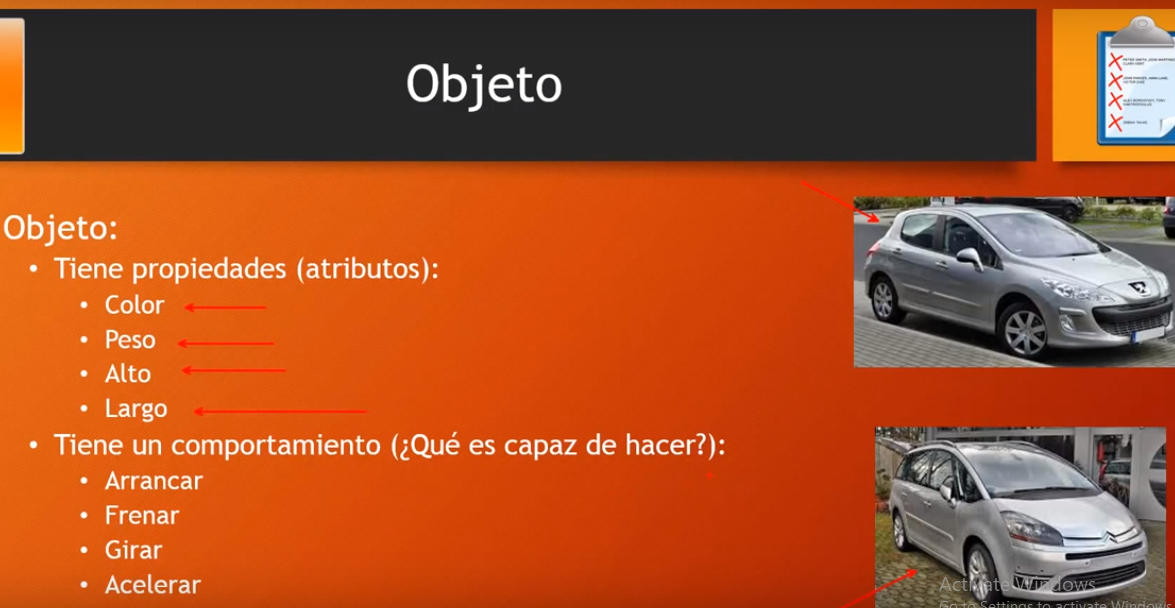 Objeto
Objeto:
• Tiene propiedades (atributos):
• Color
• Peso
• Alto
• Largo
• Tiene un comportamiento (¿Qué es capaz de hacer?):
• Arrancar
• Frenar
• Girar
• Acelerar
Activate Windows
Go to Settings to activate Windows